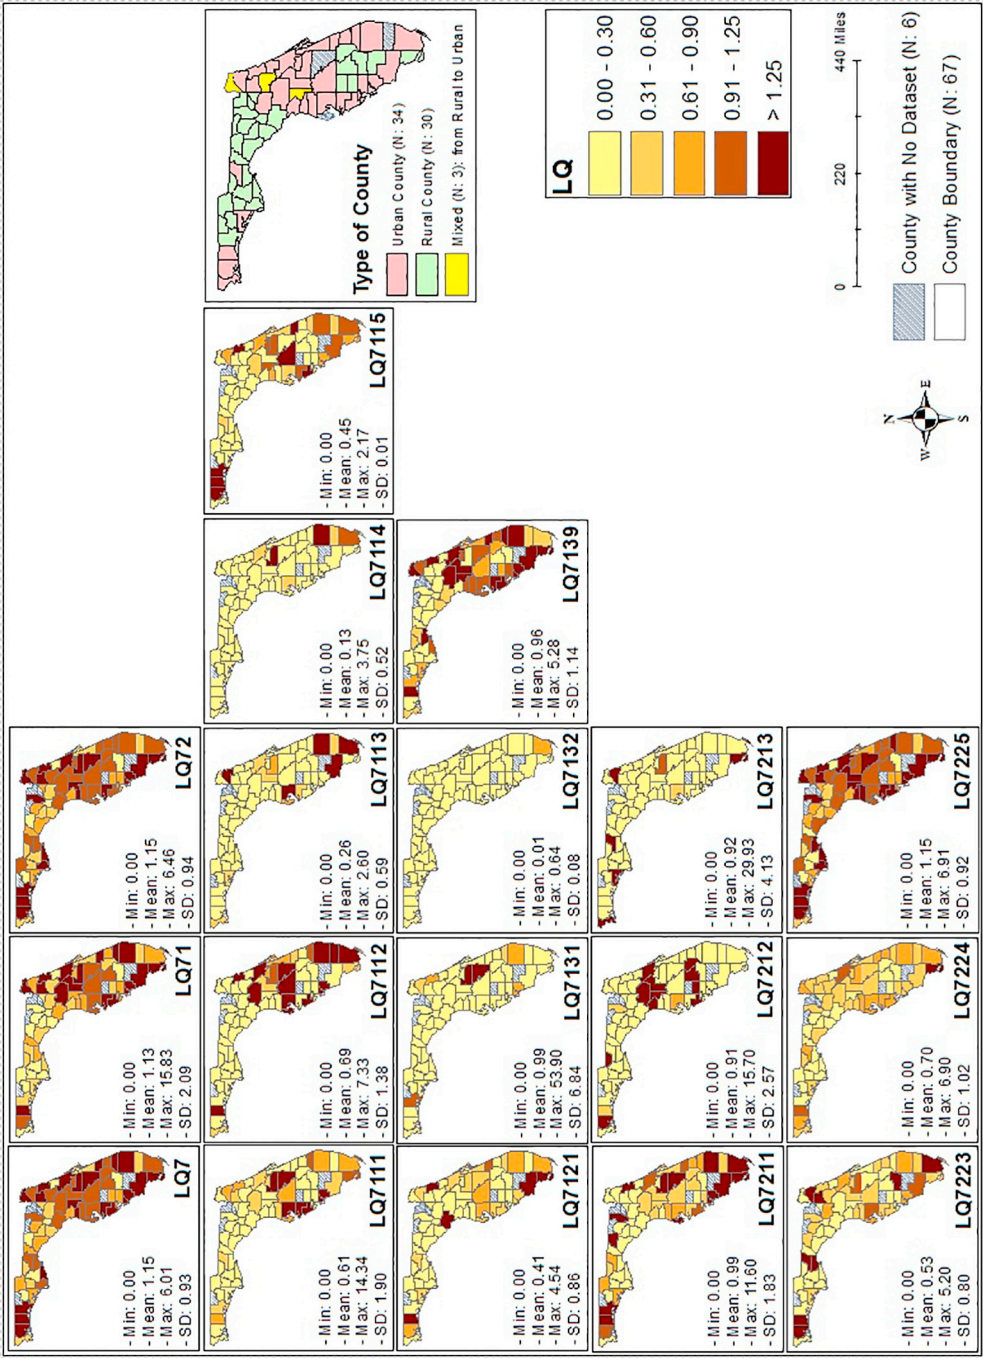 - Min: 0.00
- Mean: 1.15
- Max: 6.01
- SD: 0.93
LQ7
- Min: 0.00
- Mean: 1.13
- Max: 15.83
- SD: 2.09
LQ71
- Min: 0.00
- Mean: 1.15
- Max: 6.46
- SD: 0.94
LQ72
- Min: 0.00
- Mean: 0.61
- Max: 14.34
- SD: 1.90
LQ7111
- Min: 0.00
- Mean: 0.69
- Max: 7.33
- SD: 1.38
LQ7112
- Min: 0.00
- Mean: 0.26
- Max: 2.60
- SD: 0.59
LQ7113
- Min: 0.00
- Mean: 0.13
- Max: 3.75
- SD: 0.52
LQ7114
- Min: 0.00
- Mean: 0.45
- Max: 2.17
- SD: 0.01
LQ7115
Type of County
Urban County (N: 34)
Rural County (N: 30)
Mixed (N: 3): from Rural to Urban
- Min: 0.00
- Mean: 0.41
- Max: 4.54
- SD: 0.86
LQ7121
- Min: 0.00
- Mean: 0.99
- Max: 53.90
- SD: 6.84
LQ7131
- Min: 0.00
- Mean: 0.01
- Max: 0.64
- SD: 0.08
LQ7132
- Min: 0.00
- Mean: 0.96
- Max: 5.28
- SD: 1.14
LQ7139
- Min: 0.00
- Mean: 0.99
- Max: 11.60
- SD: 1.83
LQ7211
- Min: 0.00
- Mean: 0.91
- Max: 15.70
- SD: 2.57
LQ7212
- Min: 0.00
- Mean: 0.92
- Max: 29.93
- SD: 4.13
LQ7213
LQ
0.00 - 0.30
0.31 - 0.60
0.61 - 0.90
0.91 - 1.25
> 1.25
- Min: 0.00
- Mean: 0.53
- Max: 5.20
- SD: 0.80
LQ7223
- Min: 0.00
- Mean: 0.70
- Max: 6.90
- SD: 1.02
LQ7224
- Min: 0.00
- Mean: 1.15
- Max: 6.91
- SD: 0.92
LQ7225
N
W
E
S
0 220 440 Miles
County with No Dataset (N: 6)
County Boundary (N: 67)